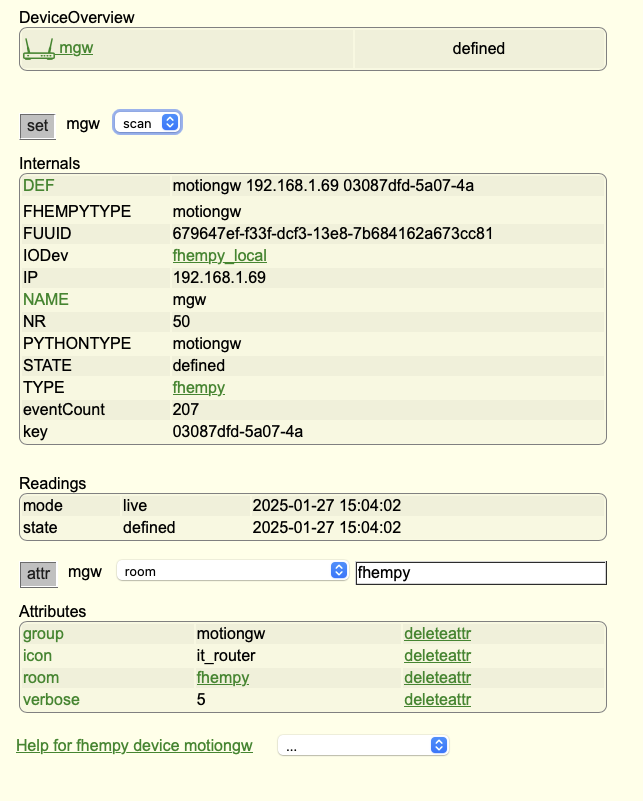 DeviceOverview
mgw defined
set mgw scan
Internals
DEF motiongw 192.168.1.69 03087dfd-5a07-4a
FHEMPYTYPE motiongw
FUUID 679647ef-f33f-dcf3-13e8-7b684162a673cc81
IODev fhempy_local
IP 192.168.1.69
NAME mgw
NR 50
PYTHONTYPE motiongw
STATE defined
TYPE fhempy
eventCount 207
key 03087dfd-5a07-4a
Readings
mode live 2025-01-27 15:04:02
state defined 2025-01-27 15:04:02
attr mgw room fhempy
Attributes
group motiongw deleteattr
icon it_router deleteattr
room fhempy deleteattr
verbose 5 deleteattr
Help for fhempy device motiongw ...